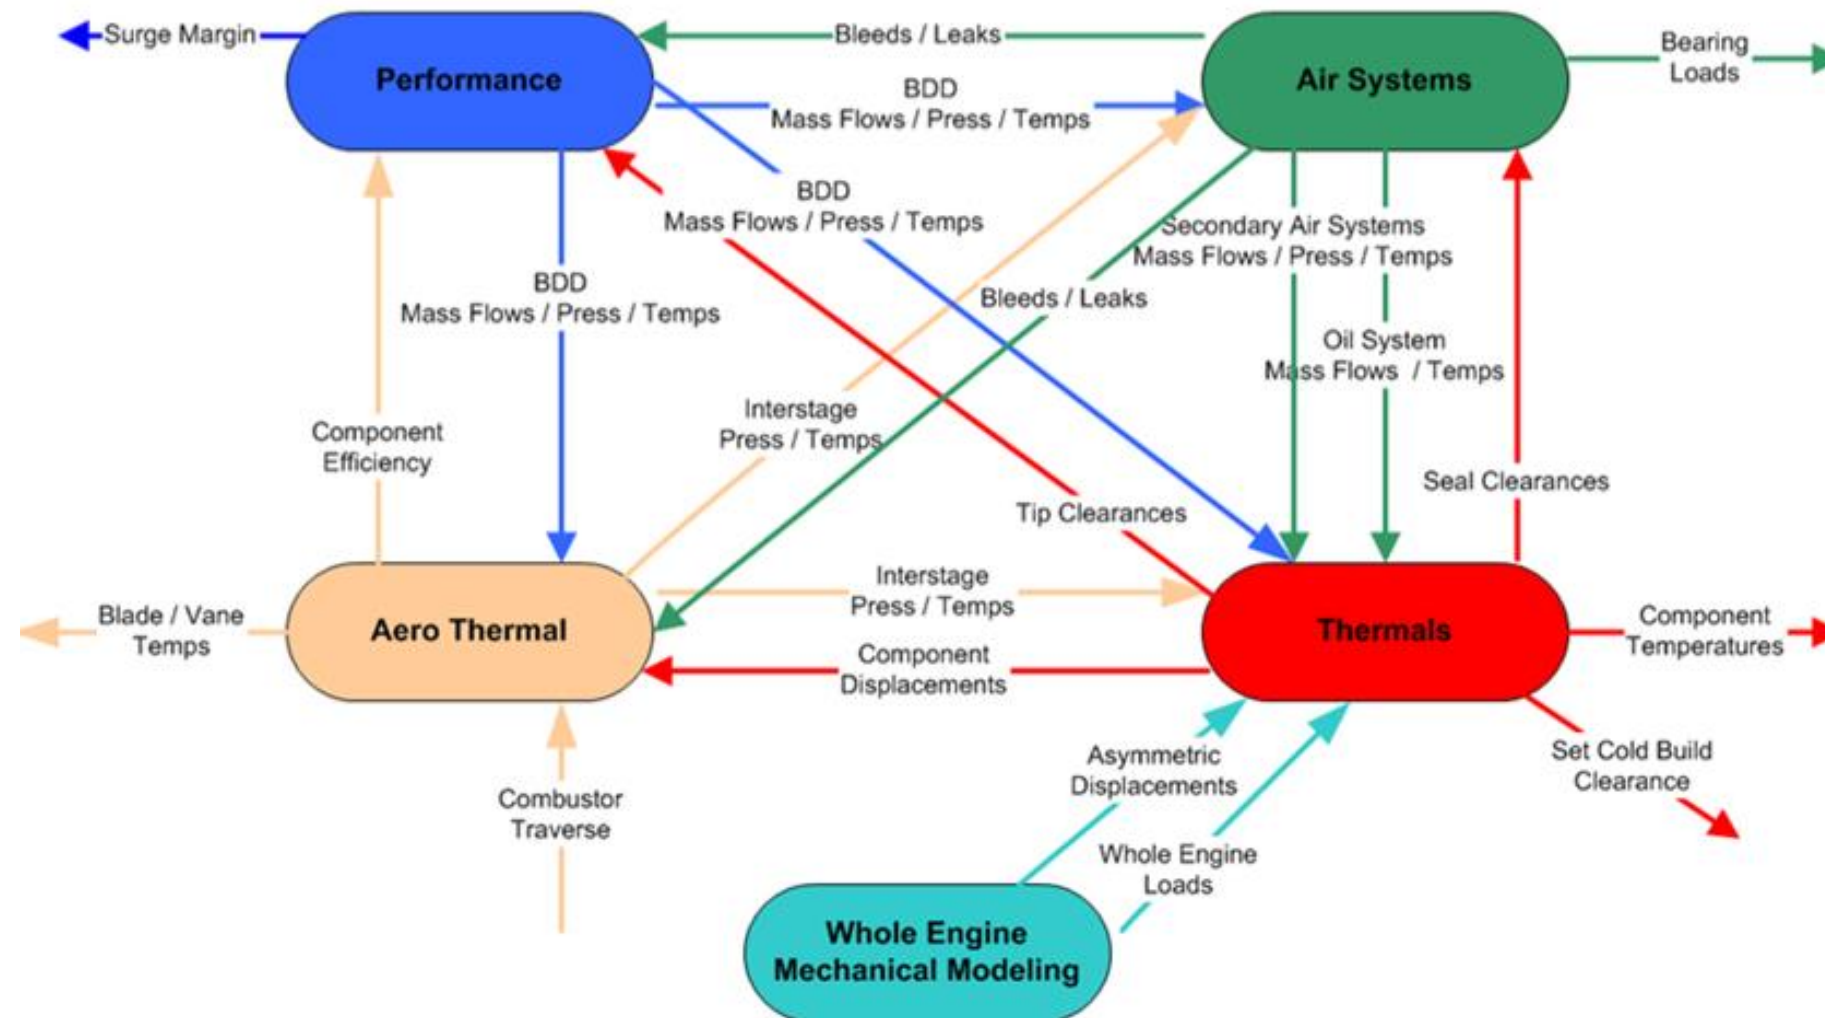 Surge Margin
Performance
Bleeds / Leaks
Air Systems
Bearing
Loads
BDD
Mass Flows / Press / Temps
BDD
Mass Flows / Press / Temps
Secondary Air Systems
Mass Flows / Press / Temps
BDD
Mass Flows / Press / Temps
Bleeds / Leaks
Oil System
Mass Flows / Temps
Component
Efficiency
Interstage
Press / Temps
Seal Clearances
Tip Clearances
Blade / Vane
Temps
Aero Thermal
Interstage
Press / Temps
Thermals
Component
Temperatures
Component
Displacements
Combustor
Traverse
Asymmetric
Displacements
Set Cold Build
Clearance
Whole Engine
Loads
Whole Engine
Mechanical Modeling